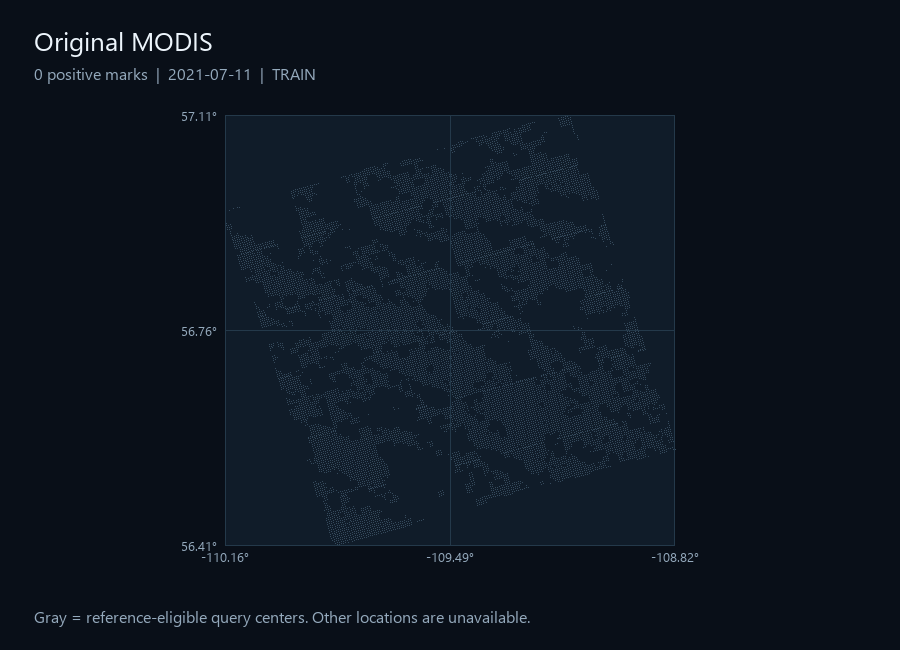 Original MODIS
0 positive marks | 2021-07-11 | TRAIN
57.11°
56.76°
56.41°
-110.16°
-109.49°
-108.82°
Gray = reference-eligible query centers. Other locations are unavailable.